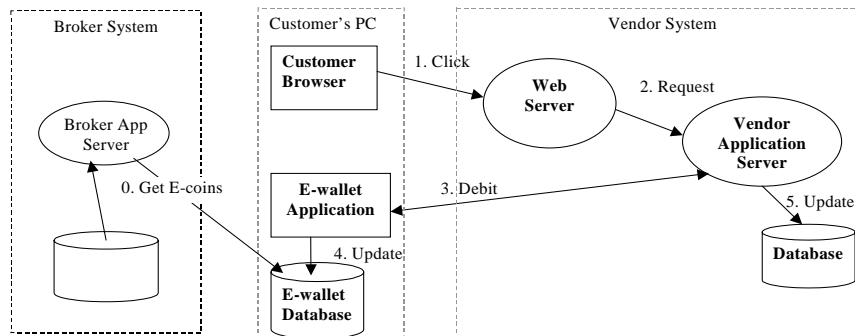 Broker System
Customer's PC
Vendor System
Customer
Browser
1. Click
Web
Server
2. Request
Broker App
Server
Vendor
Application
Server
0. Get E-coins
E-wallet
Application
3. Debit
5. Update
4. Update
E-wallet
Database
Database